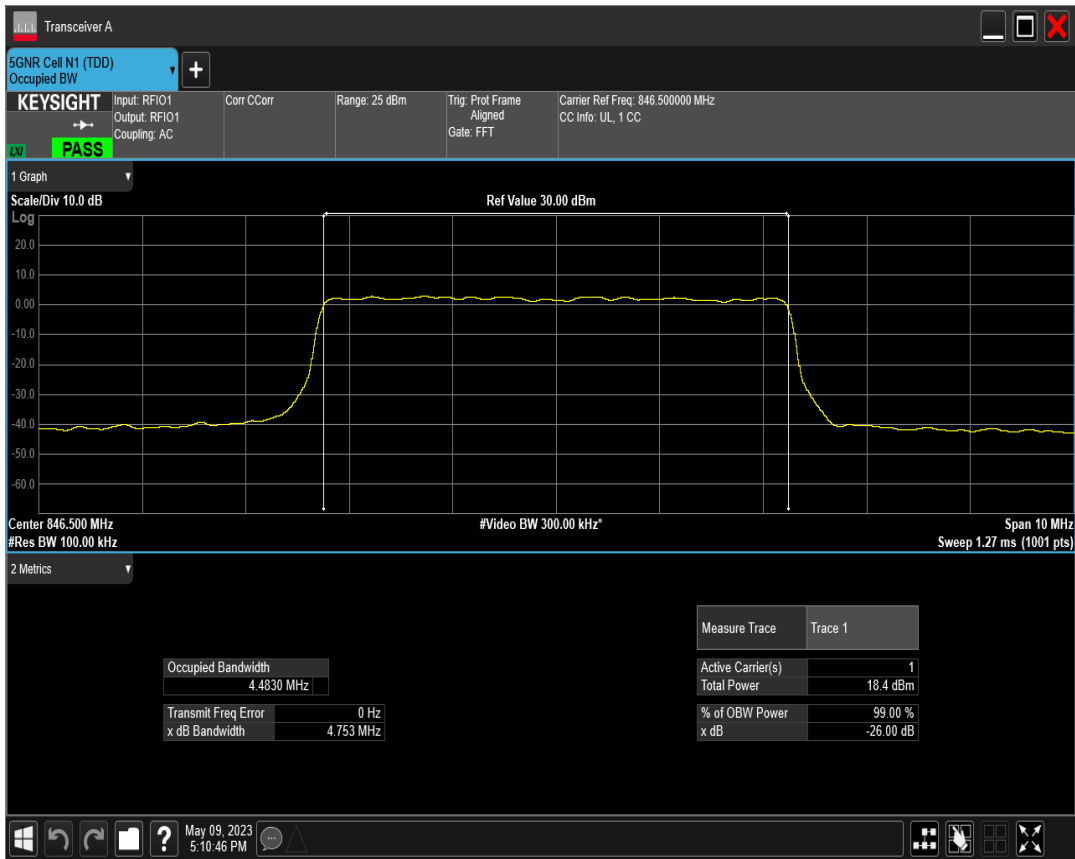 Transceiver A
5GNR Cell N1 (TDD)
Occupied BW
+
KEYSIGHT
LXI
PASS
Input: RFIO1
Output: RFIO1
Coupling: AC
Corr CCorr
Range: 25 dBm
Trig: Prot Frame
Aligned
Gate: FFT
Carrier Ref Freq: 846.500000 MHz
CC Info: UL, 1 CC
1 Graph
Scale/Div 10.0 dB
Ref Value 30.00 dBm
Log
20.0
10.0
0.00
-10.0
-20.0
-30.0
-40.0
-50.0
-60.0
Center 846.500 MHz
#Video BW 300.00 kHz*
Span 10 MHz
#Res BW 100.00 kHz
Sweep 1.27 ms (1001 pts)
2 Metrics
Measure Trace Trace 1
Occupied Bandwidth
4.4830 MHz
Active Carrier(s) 1
Total Power 18.4 dBm
Transmit Freq Error 0 Hz
x dB Bandwidth 4.753 MHz
% of OBW Power 99.00 %
x dB -26.00 dB
?
May 09, 2023
5:10:46 PM